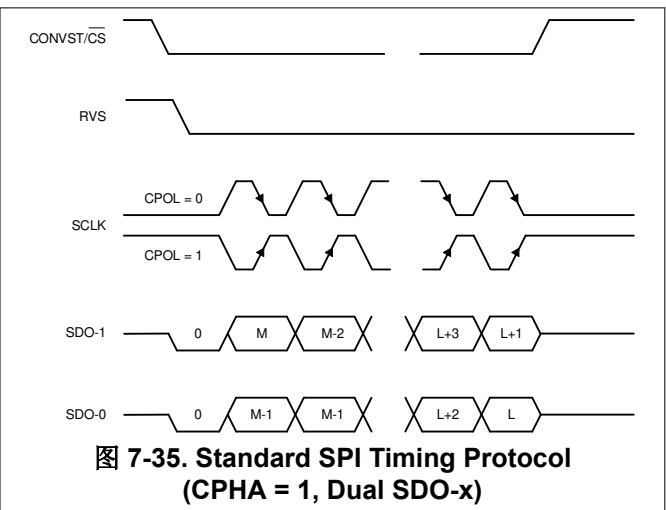 CONVST/CS
RVS
CPOL = 0
SCLK
CPOL = 1
SDO-1 0 M M-2 L+3 L+1
SDO-0 0 M-1 M-1 L+2 L
图 7-35. Standard SPI Timing Protocol
(CPHA = 1, Dual SDO-x)